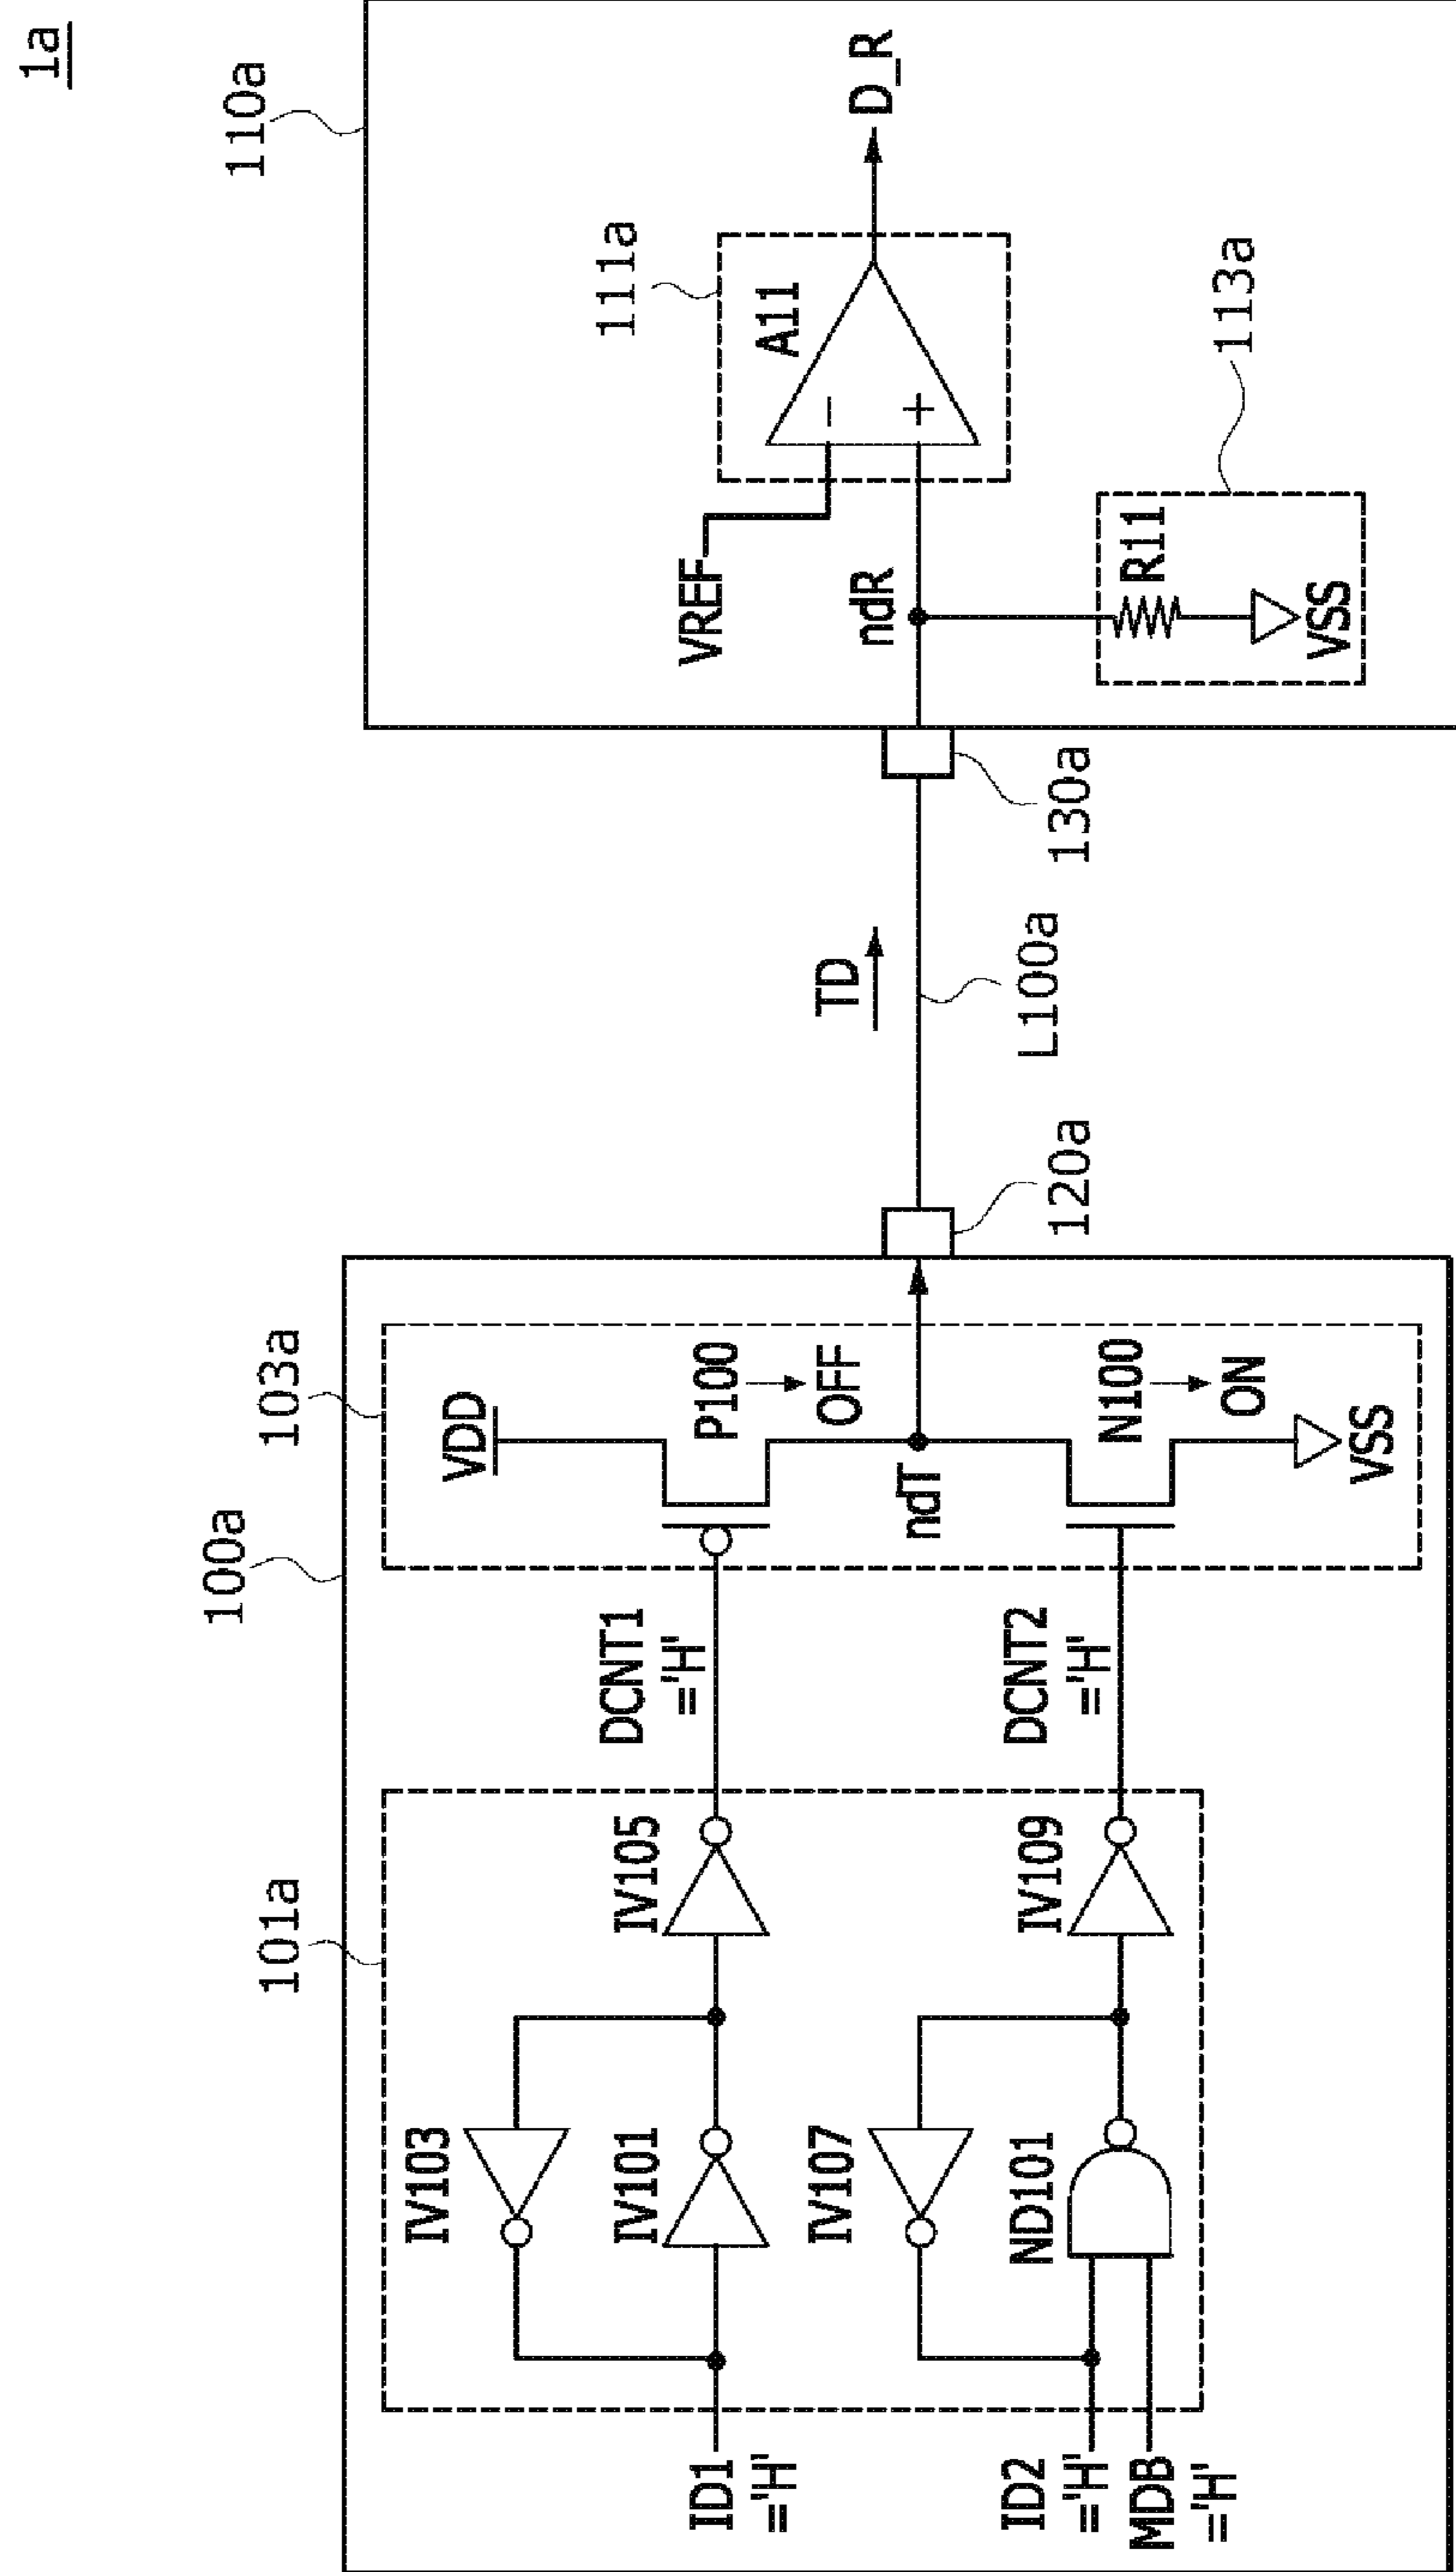 1a
100a
101a
103a
110a
IV103
IV101
IV105
ID1
='H'
DCNT1
='H'
VDD
P100
OFF
IV107
ND101
IV109
ID2
='H'
MDB
='H'
DCNT2
='H'
ndT
N100
ON
VSS
120a
TD
L100a
130a
111a
VREF
A11
−
+
D_R
ndR
R11
VSS
113a